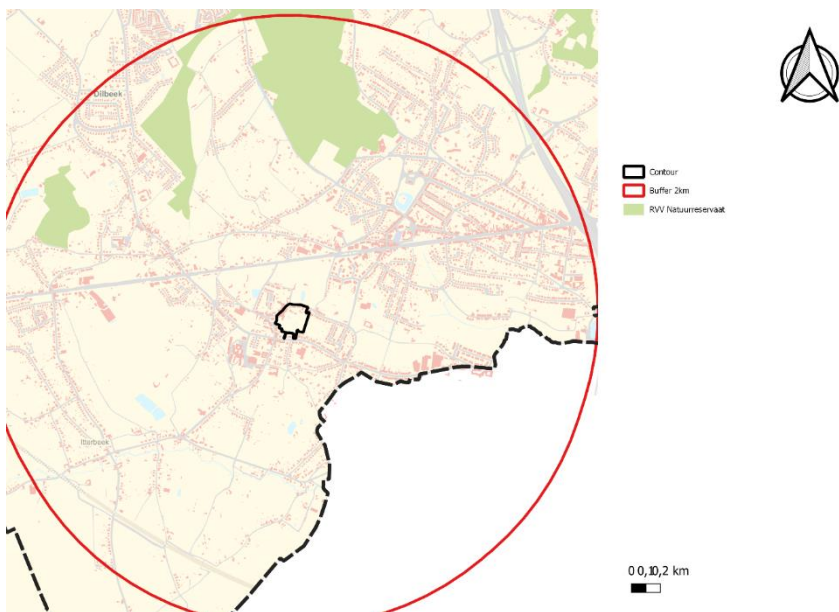 Dilbeek
Contour
Buffer 2km
RVV Natuurreservaat
Itterbeek
0 0,10,2 km